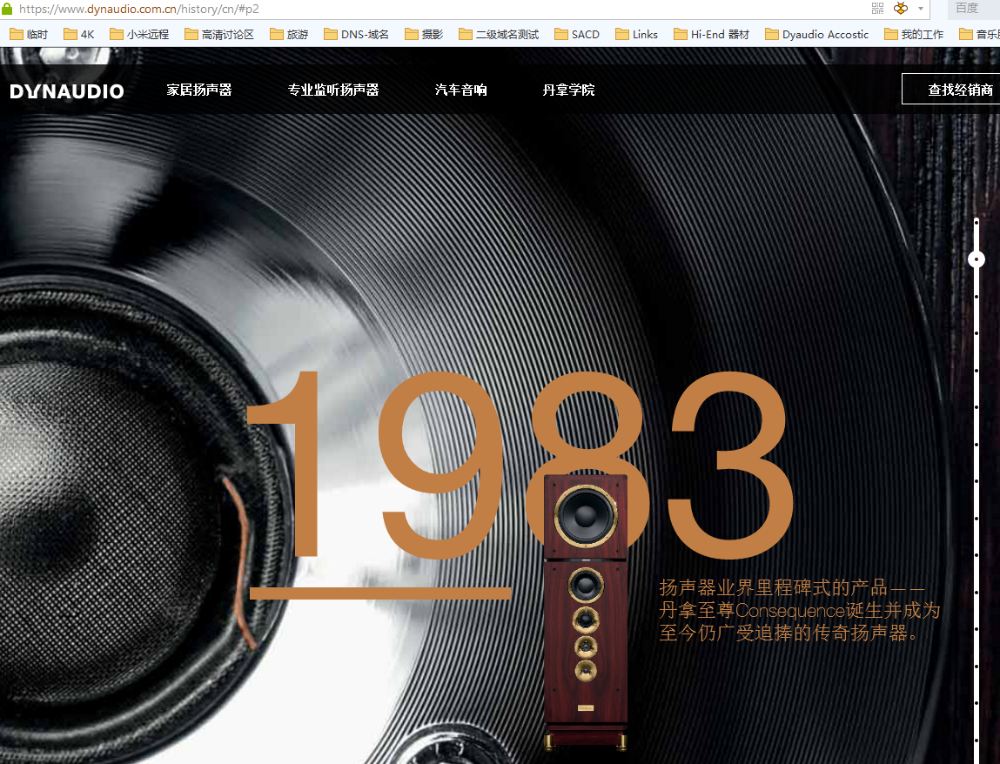 https://www.dynaudio.com.cn/history/cn/#p2
百度
临时
4K
小米远程
高清讨论区
旅游
DNS-域名
摄影
二级域名测试
SACD
Links
Hi-End 器材
Dyaudio Accostic
我的工作
音乐
DYNAUDIO
家居扬声器
专业监听扬声器
汽车音响
丹拿学院
查找经销商
1983
扬声器业界里程碑式的产品——
丹拿至尊Consequence诞生并成为
至今仍广受追捧的传奇扬声器。